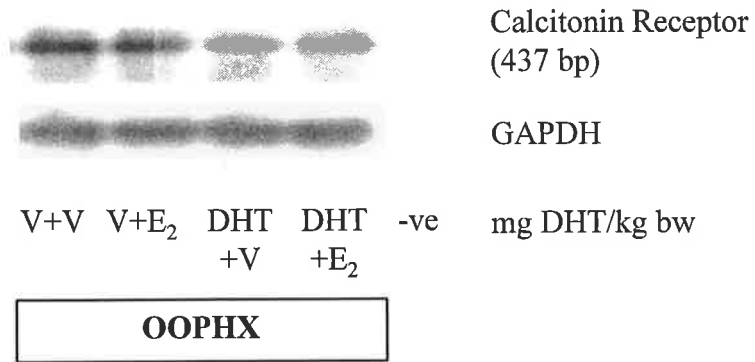 Calcitonin Receptor
(437 bp)
GAPDH
V+V V+E₂ DHT DHT -ve mg DHT/kg bw
+V +E₂
OOPHX